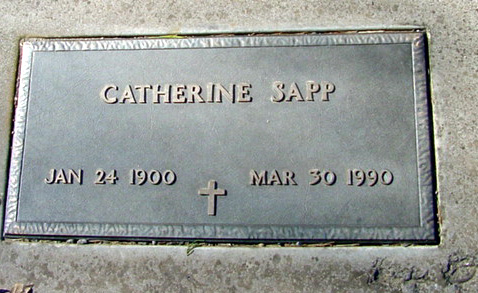 CATHERINE SAPP
JAN 24 1900 MAR 30 1990